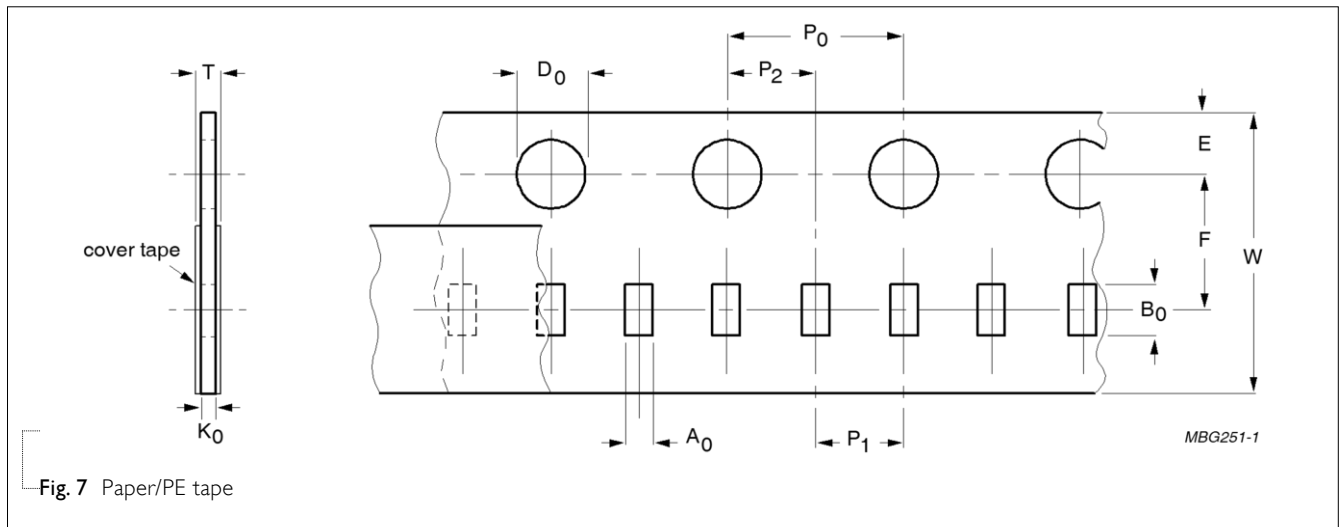 P0
T
D0
P2
E
F
W
cover tape
B0
K0
A0
P1
MBG251-1
Fig. 7 Paper/PE tape